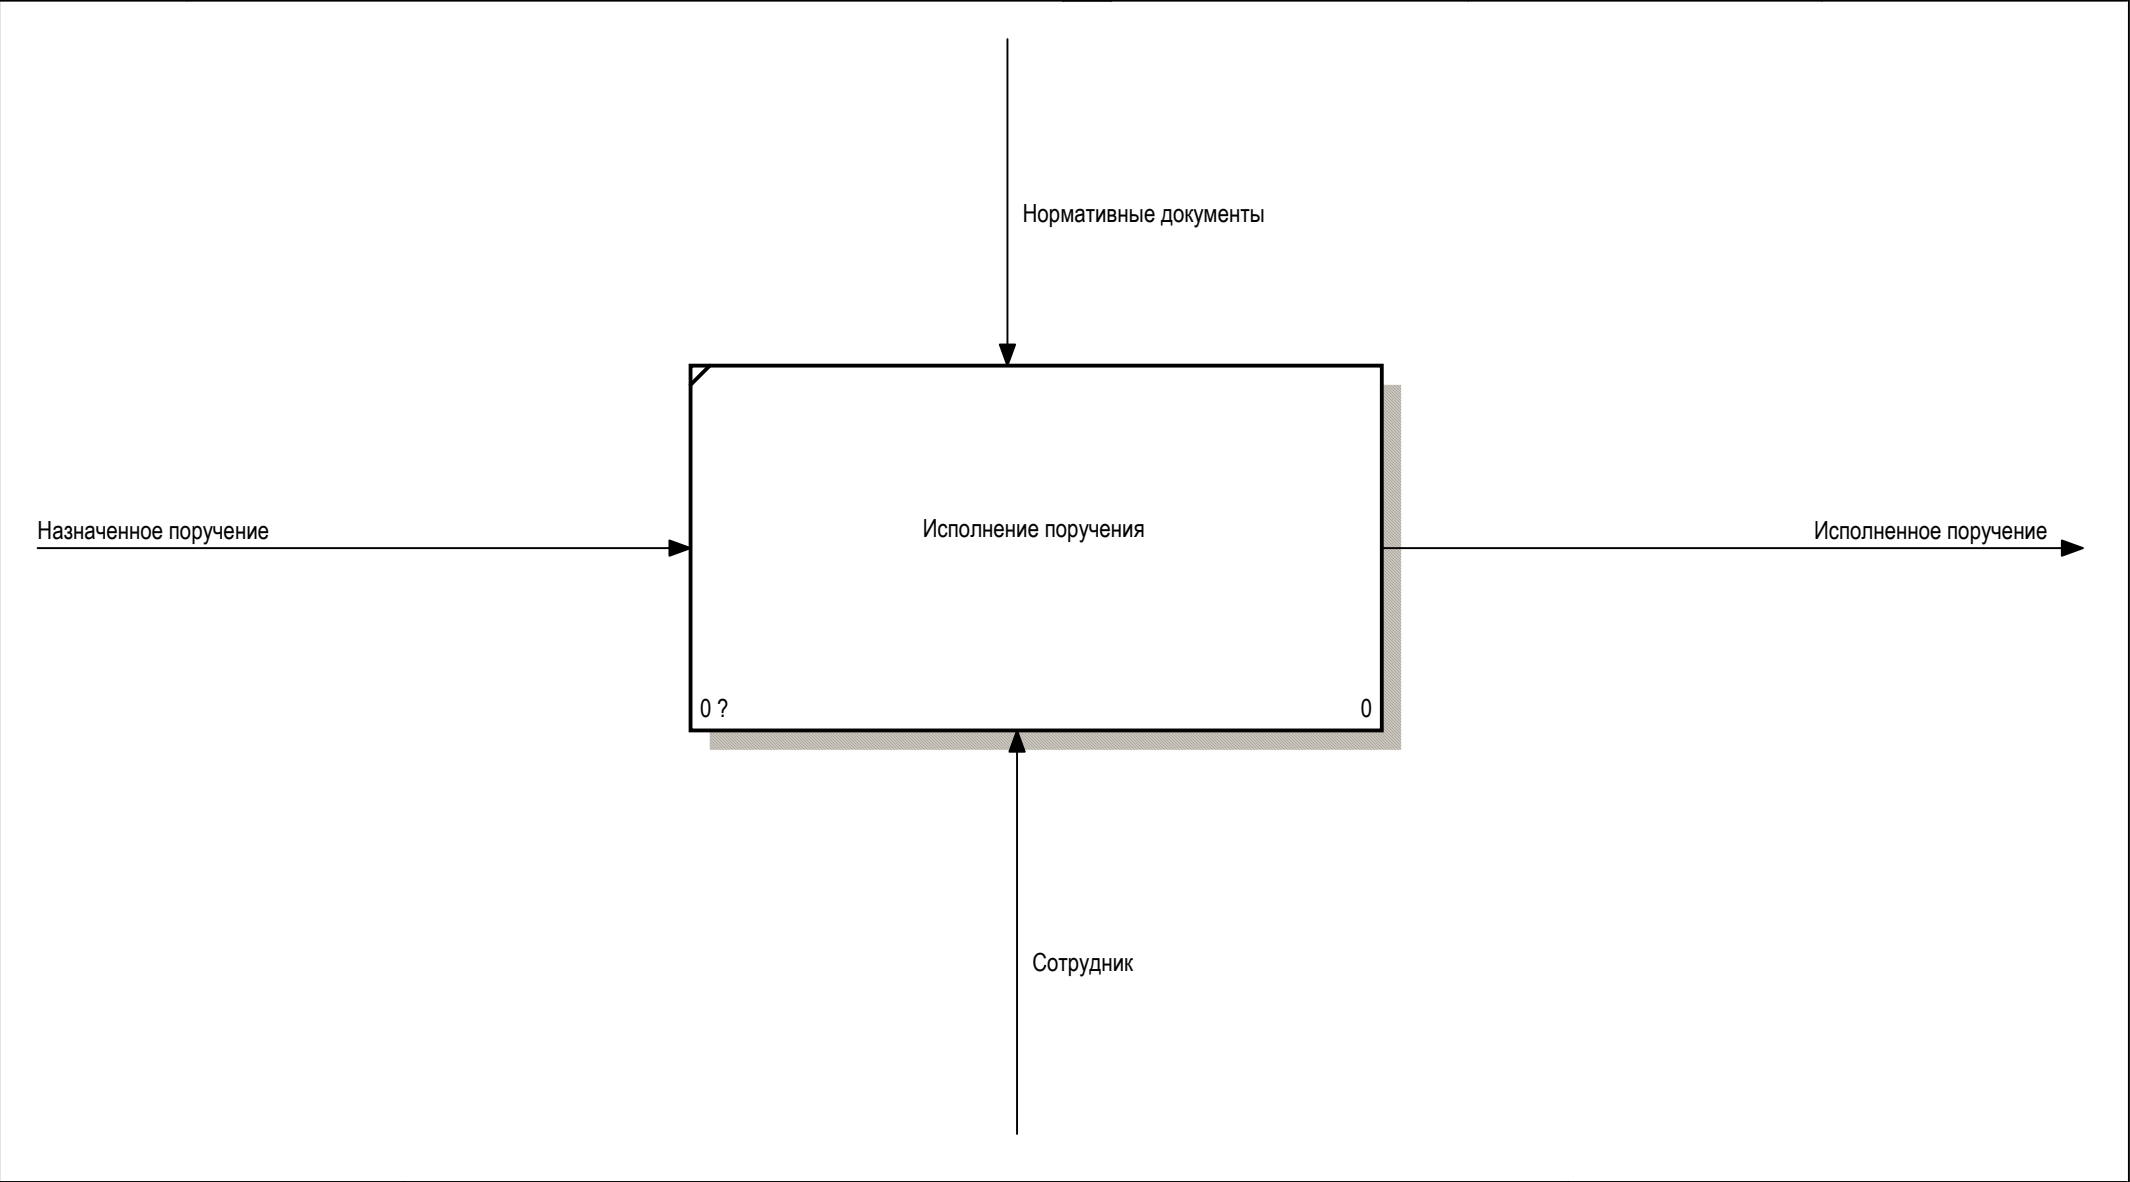 Нормативные документы
Назначенное поручение
Исполнение поручения
Исполненное поручение
0 ?
0
Сотрудник